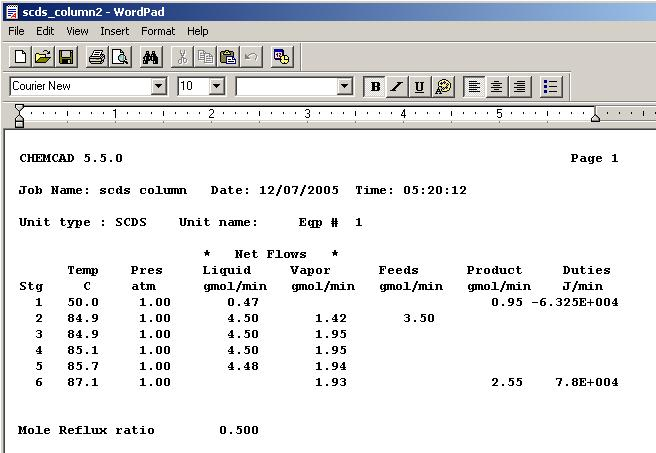 scds_column2 - WordPad
File Edit View Insert Format Help
Courier New 10 B I U
1 2 3 4 5
CHEMCAD 5.5.0 Page 1
Job Name: scds column Date: 12/07/2005 Time: 05:20:12
Unit type : SCDS Unit name: Eqp # 1
* Net Flows *
Temp Pres Liquid Vapor Feeds Product Duties
Stg C atm gmol/min gmol/min gmol/min gmol/min J/min
1 50.0 1.00 0.47 0.95 -6.325E+004
2 84.9 1.00 4.50 1.42 3.50
3 84.9 1.00 4.50 1.95
4 85.1 1.00 4.50 1.95
5 85.7 1.00 4.48 1.94
6 87.1 1.00 1.93 2.55 7.8E+004
Mole Reflux ratio 0.500